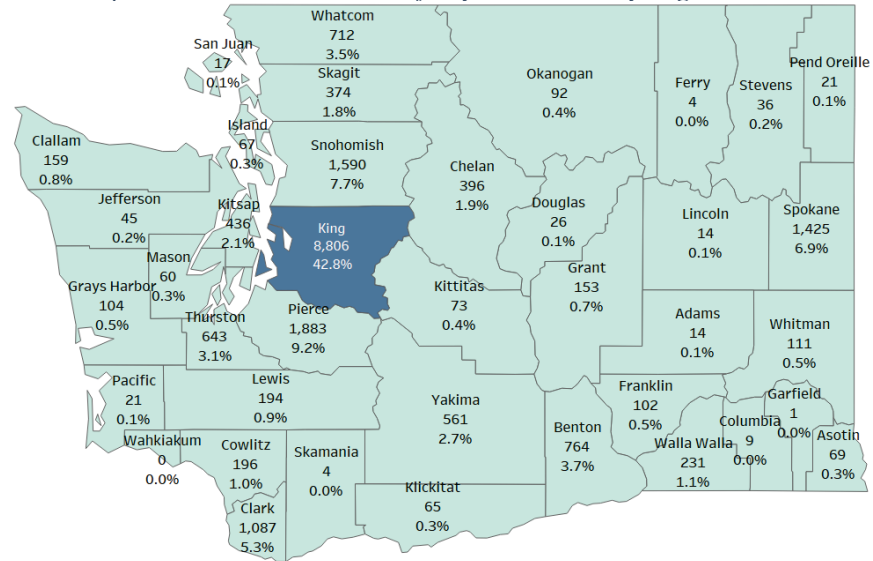 Whatcom
712
3.5%
San Juan
17
0.1%
Skagit
374
1.8%
Okanogan
92
0.4%
Ferry
4
0.0%
Stevens
36
0.2%
Pend Oreille
21
0.1%
Island
67
0.3%
Clallam
159
0.8%
Snohomish
1,590
7.7%
Chelan
396
1.9%
Jefferson
45
0.2%
Kitsap
436
2.1%
King
8,806
42.8%
Douglas
26
0.1%
Lincoln
14
0.1%
Spokane
1,425
6.9%
Mason
60
0.3%
Grays Harbor
104
0.5%
Thurston
643
3.1%
Pierce
1,883
9.2%
Kittitas
73
0.4%
Grant
153
0.7%
Adams
14
0.1%
Whitman
111
0.5%
Pacific
21
0.1%
Lewis
194
0.9%
Yakima
561
2.7%
Benton
764
3.7%
Franklin
102
0.5%
Walla Walla
231
1.1%
Columbia
9
0.0%
Garfield
1
0.0%
Asotin
69
0.3%
Wahkiakum
0
0.0%
Cowlitz
196
1.0%
Skamania
4
0.0%
Klickitat
65
0.3%
Clark
1,087
5.3%